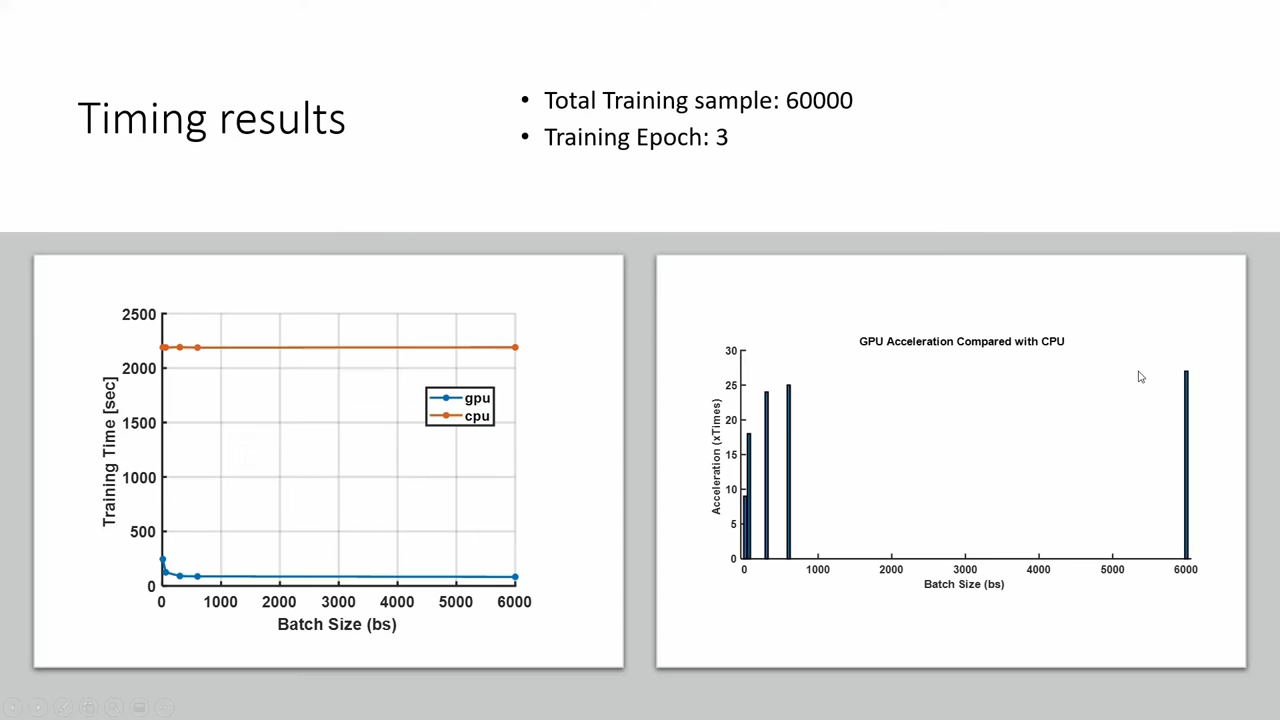 Timing results
• Total Training sample: 60000
• Training Epoch: 3
2500
2000
1500
1000
500
0
Training Time [sec]
gpu
cpu
0 1000 2000 3000 4000 5000 6000
Batch Size (bs)
GPU Acceleration Compared with CPU
30
25
20
15
10
5
0
Acceleration (xTimes)
0 1000 2000 3000 4000 5000 6000
Batch Size (bs)